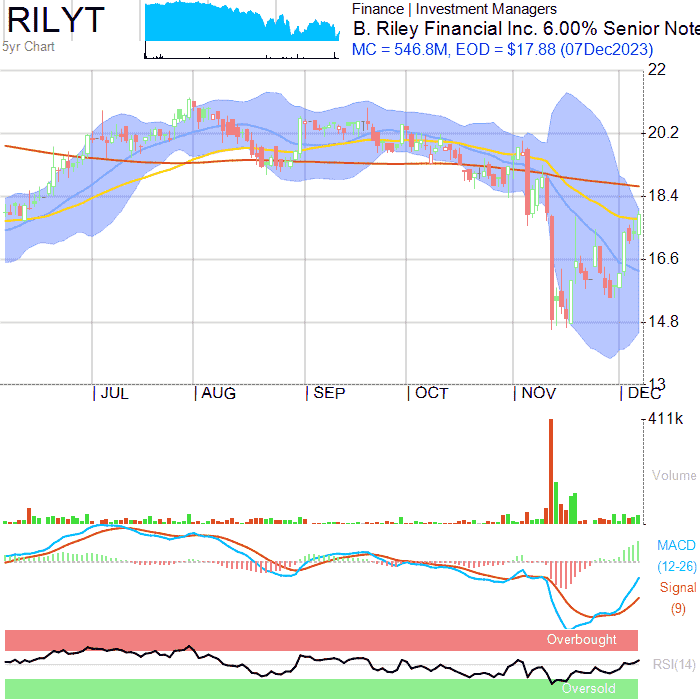 RILYT
5yr Chart
Finance | Investment Managers
B. Riley Financial Inc. 6.00% Senior Note
MC = 546.8M, EOD = $17.88 (07Dec2023)
22
20.2
18.4
16.6
14.8
13
JUL AUG SEP OCT NOV DEC
411k
Volume
MACD
(12-26)
Signal
(9)
Overbought
RSI(14)
Oversold